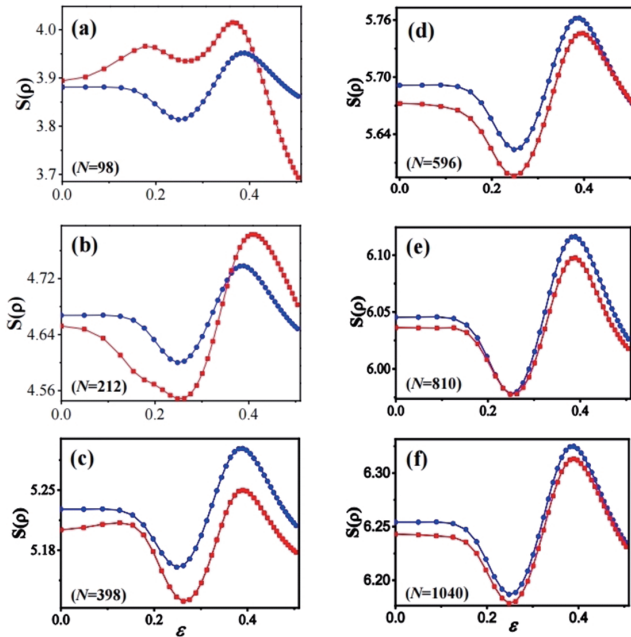 (a)
4.0
3.9
3.8
3.7
S(ρ)
(N=98)
0.0 0.2 0.4
(b)
4.72
4.64
4.56
S(ρ)
(N=212)
0.0 0.2 0.4
(c)
5.25
5.18
S(ρ)
(N=398)
0.0 0.2 0.4
ε
(d)
5.76
5.70
5.64
S(ρ)
(N=596)
0.0 0.2 0.4
(e)
6.10
6.05
6.00
S(ρ)
(N=810)
0.0 0.2 0.4
(f)
6.30
6.25
6.20
S(ρ)
(N=1040)
0.0 0.2 0.4
ε